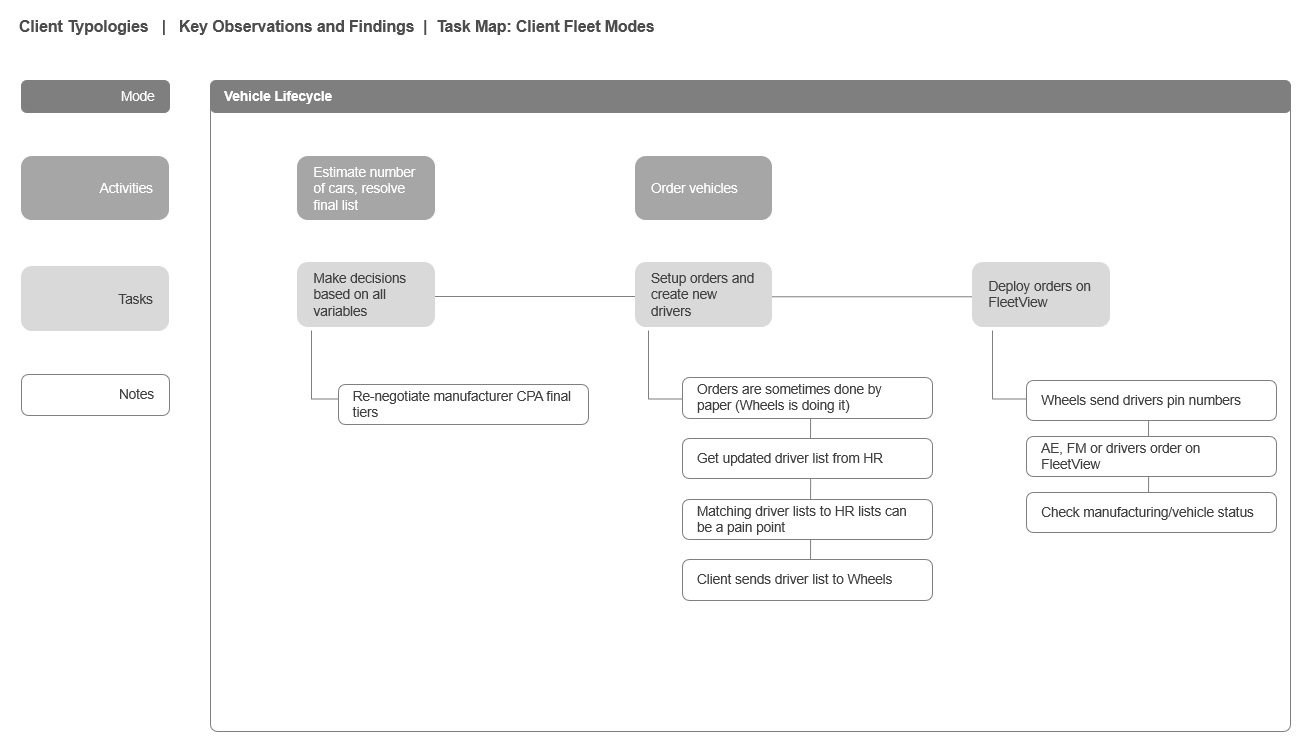 Client Typologies | Key Observations and Findings | Task Map: Client Fleet Modes
Mode
Vehicle Lifecycle
Activities
Estimate number
of cars, resolve
final list
Order vehicles
Tasks
Make decisions
based on all
variables
Setup orders and
create new
drivers
Deploy orders on
FleetView
Notes
Re-negotiate manufacturer CPA final
tiers
Orders are sometimes done by
paper (Wheels is doing it)
Get updated driver list from HR
Matching driver lists to HR lists can
be a pain point
Client sends driver list to Wheels
Wheels send drivers pin numbers
AE, FM or drivers order on
FleetView
Check manufacturing/vehicle status